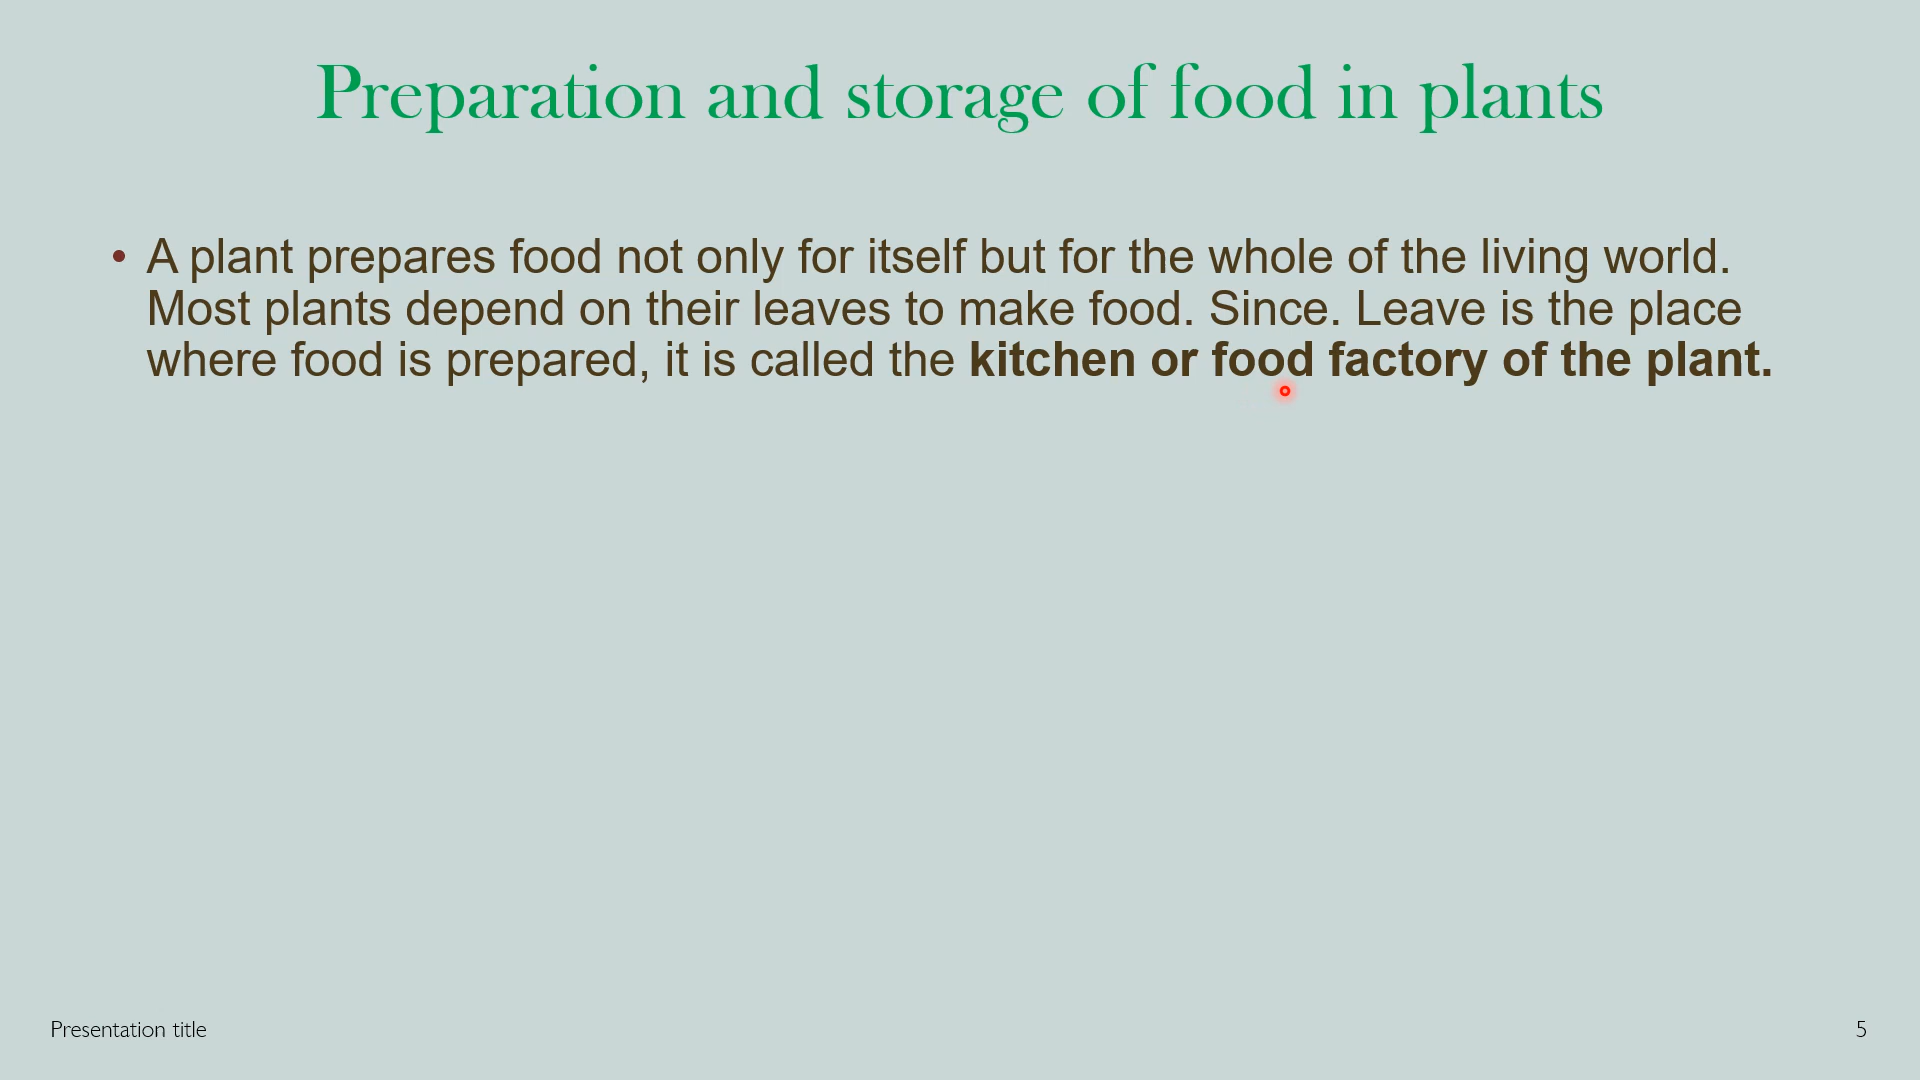 Preparation and storage of food in plants
• A plant prepares food not only for itself but for the whole of the living world.
Most plants depend on their leaves to make food. Since. Leave is the place
where food is prepared, it is called the kitchen or food factory of the plant.
Presentation title
5